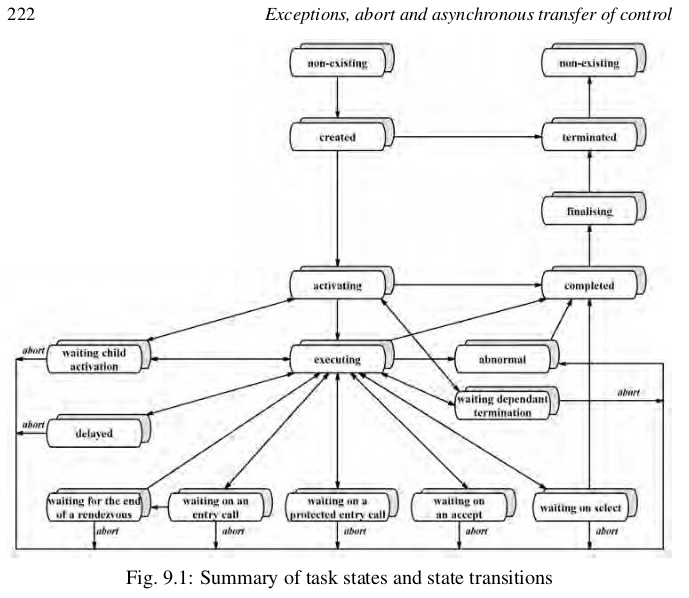 222
Exceptions, abort and asynchronous transfer of control
non-existing
non-existing
created
terminated
finalising
activating
completed
abort
waiting child
activation
executing
abnormal
waiting dependant
termination
abort
abort
delayed
waiting for the end
of a rendezvous
waiting on an
entry call
waiting on a
protected entry call
waiting on
an accept
waiting on select
abort
abort
abort
abort
abort
Fig. 9.1: Summary of task states and state transitions